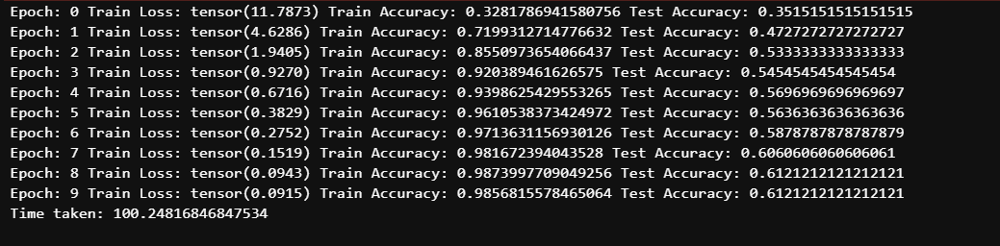 Epoch: 0 Train Loss: tensor(11.7873) Train Accuracy: 0.3281786941580756 Test Accuracy: 0.3515151515151515
Epoch: 1 Train Loss: tensor(4.6286) Train Accuracy: 0.7199312714776632 Test Accuracy: 0.4727272727272727
Epoch: 2 Train Loss: tensor(1.9405) Train Accuracy: 0.8550973654066437 Test Accuracy: 0.5333333333333333
Epoch: 3 Train Loss: tensor(0.9270) Train Accuracy: 0.920389461626575 Test Accuracy: 0.5454545454545454
Epoch: 4 Train Loss: tensor(0.6716) Train Accuracy: 0.9398625429553265 Test Accuracy: 0.5696969696969697
Epoch: 5 Train Loss: tensor(0.3829) Train Accuracy: 0.9610538373424972 Test Accuracy: 0.5636363636363636
Epoch: 6 Train Loss: tensor(0.2752) Train Accuracy: 0.9713631156930126 Test Accuracy: 0.5878787878787879
Epoch: 7 Train Loss: tensor(0.1519) Train Accuracy: 0.981672394043528 Test Accuracy: 0.6060606060606061
Epoch: 8 Train Loss: tensor(0.0943) Train Accuracy: 0.9873997709049256 Test Accuracy: 0.6121212121212121
Epoch: 9 Train Loss: tensor(0.0915) Train Accuracy: 0.9856815578465064 Test Accuracy: 0.6121212121212121
Time taken: 100.24816846847534